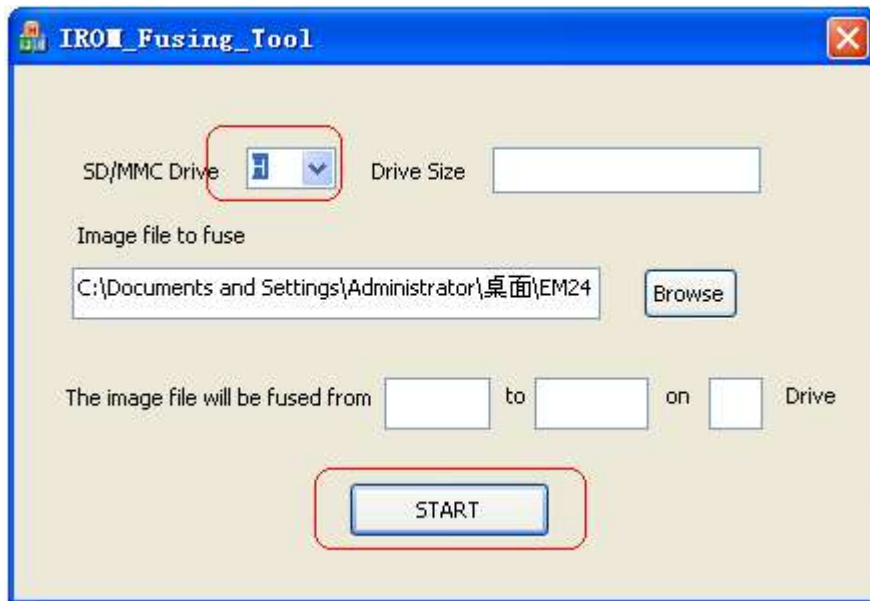 IROM_Fusing_Tool
SD/MMC Drive Drive Size
Image file to fuse
C:\Documents and Settings\Administrator\桌面\EM24 Browse
The image file will be fused from to on Drive
START